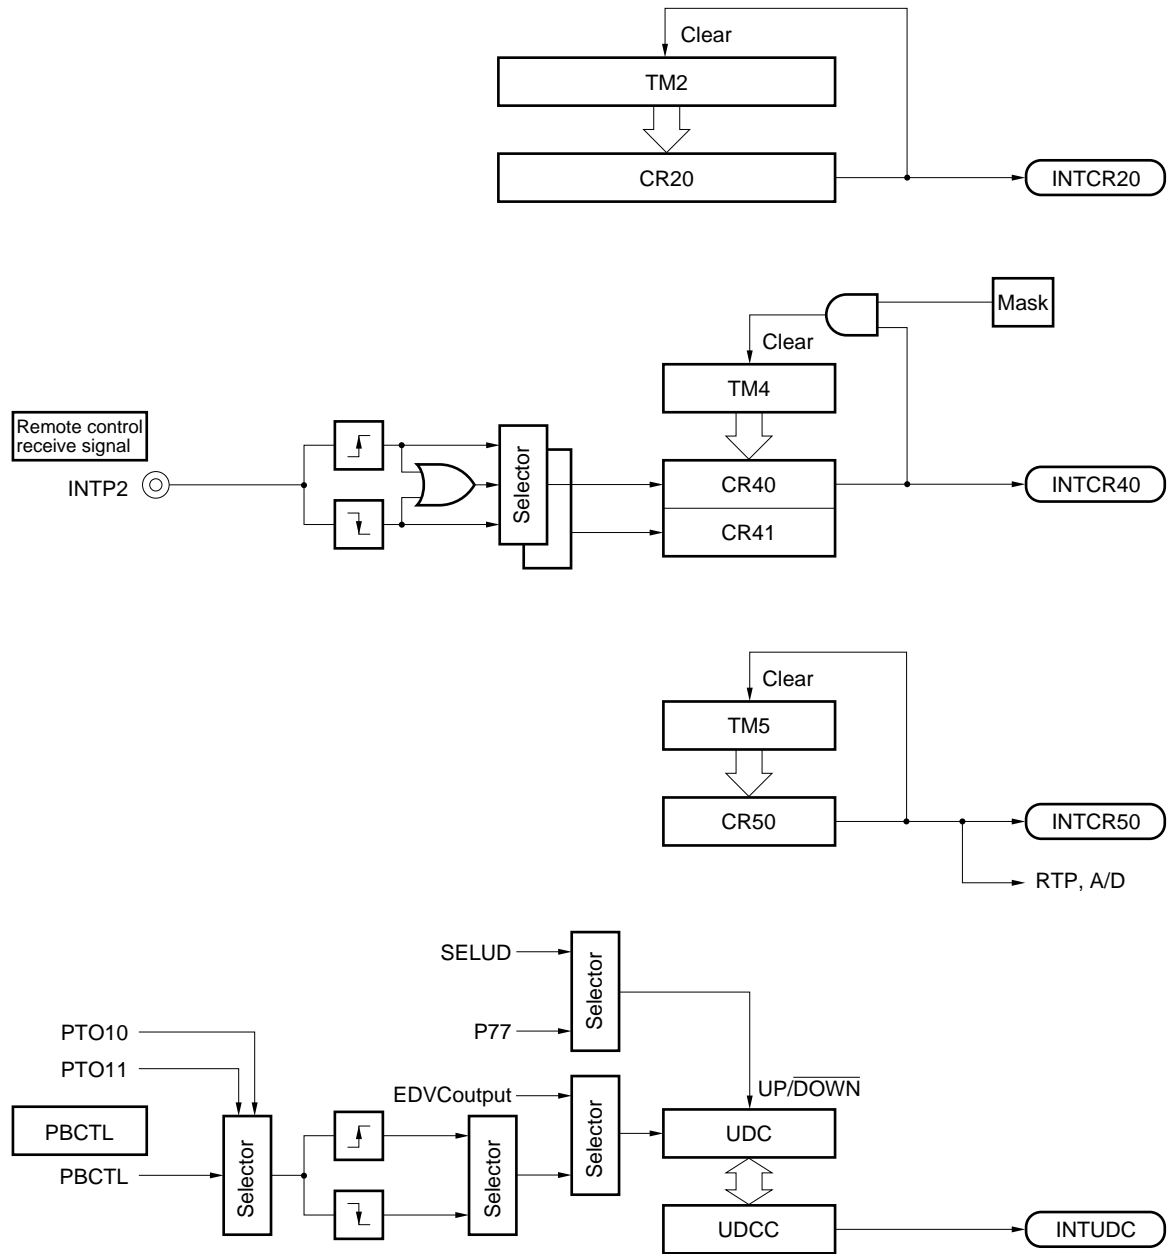 Clear
TM2
CR20
INTCR20
Mask
Clear
TM4
Remote control
receive signal
INTP2
Selector
CR40
INTCR40
CR41
Clear
TM5
CR50
INTCR50
RTP, A/D
SELUD
Selector
P77
PTO10
PTO11
EDVCoutput
UP/DOWN
PBCTL
Selector
Selector
Selector
UDC
PBCTL
UDCC
INTUDC